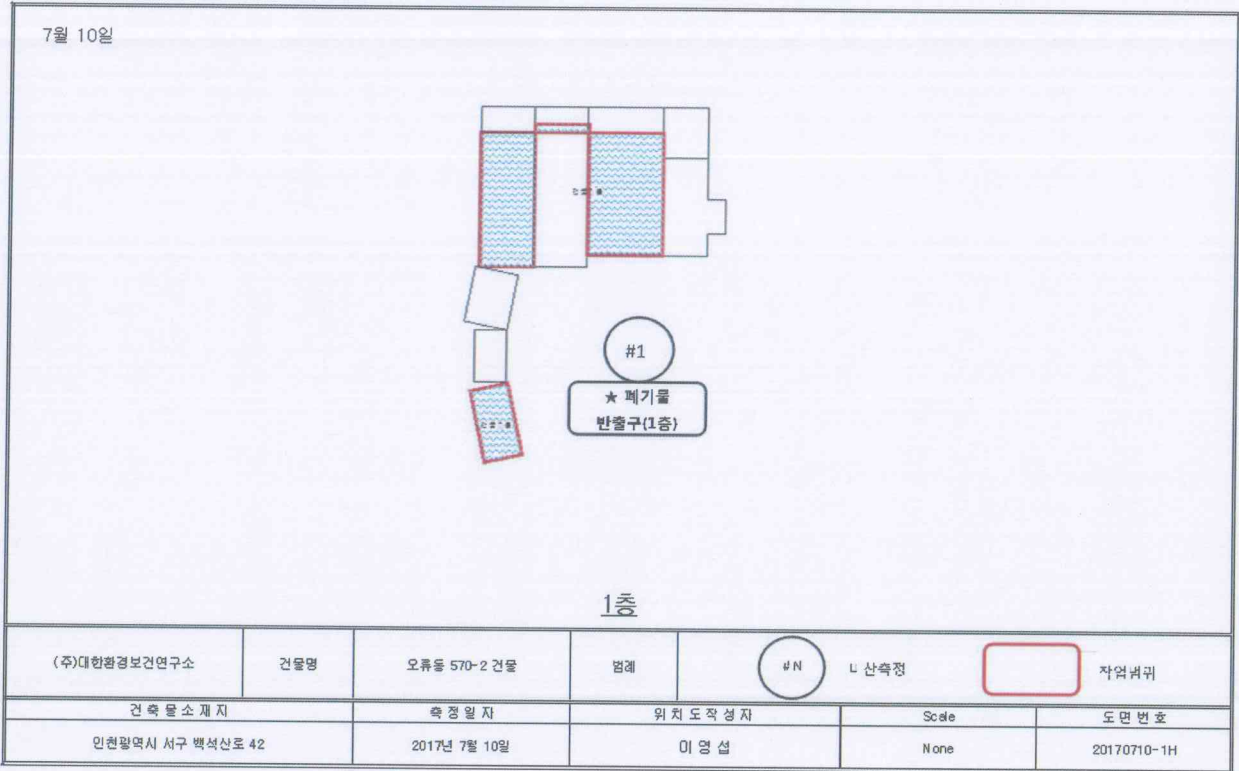 7월 10일
#1
★ 폐기물
반출구(1층)
1층
(주)대한환경보건연구소
건물명
오류동 570-2 건물
범례
#N
산측정
작업범위
건축물소재지
측정일자
위치도작성자
Scale
도면번호
인천광역시 서구 백석산로 42
2017년 7월 10일
이영섭
None
20170710-1H